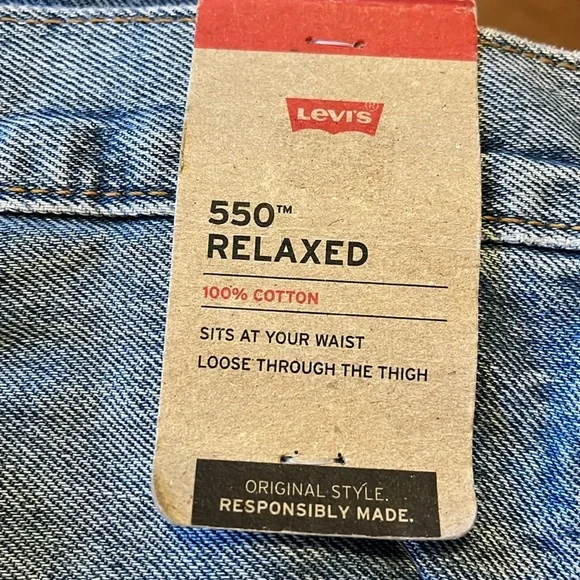 Levi's(R)
550™
RELAXED
100% COTTON
SITS AT YOUR WAIST
LOOSE THROUGH THE THIGH
ORIGINAL STYLE.
RESPONSIBLY MADE.